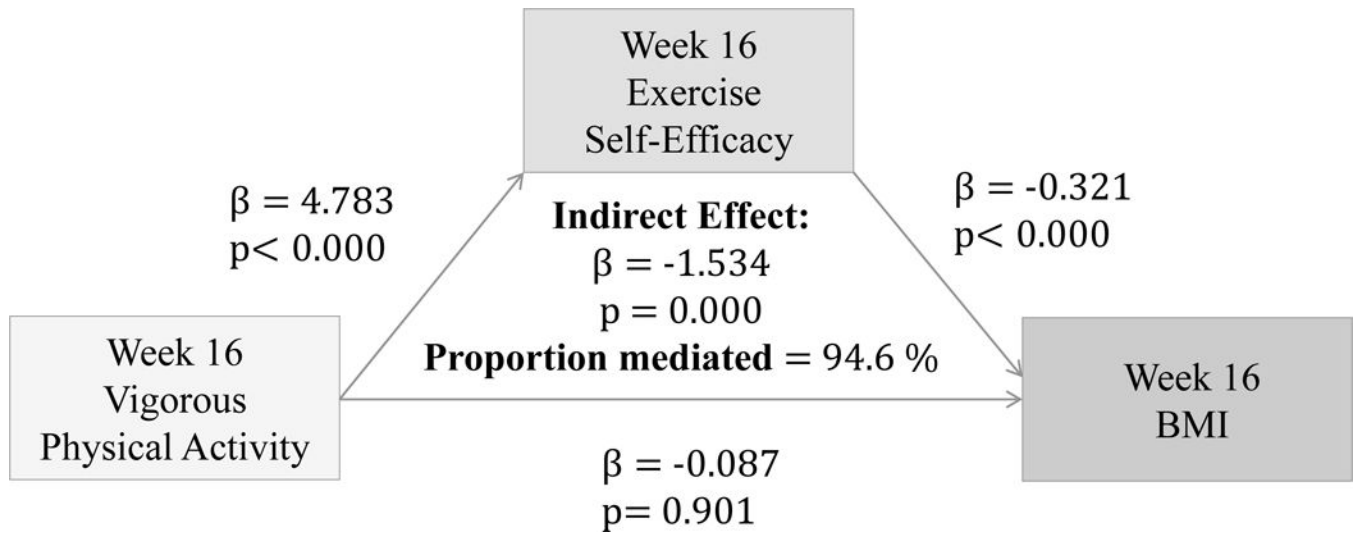 Week 16
Exercise
Self-Efficacy
β = 4.783
p< 0.000
β = -0.321
p< 0.000
Indirect Effect:
β = -1.534
p = 0.000
Proportion mediated = 94.6 %
Week 16
Vigorous
Physical Activity
Week 16
BMI
β = -0.087
p= 0.901